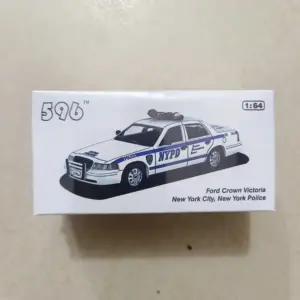 596™
1:64
NYPD
Ford Crown Victoria
New York City, New York Police